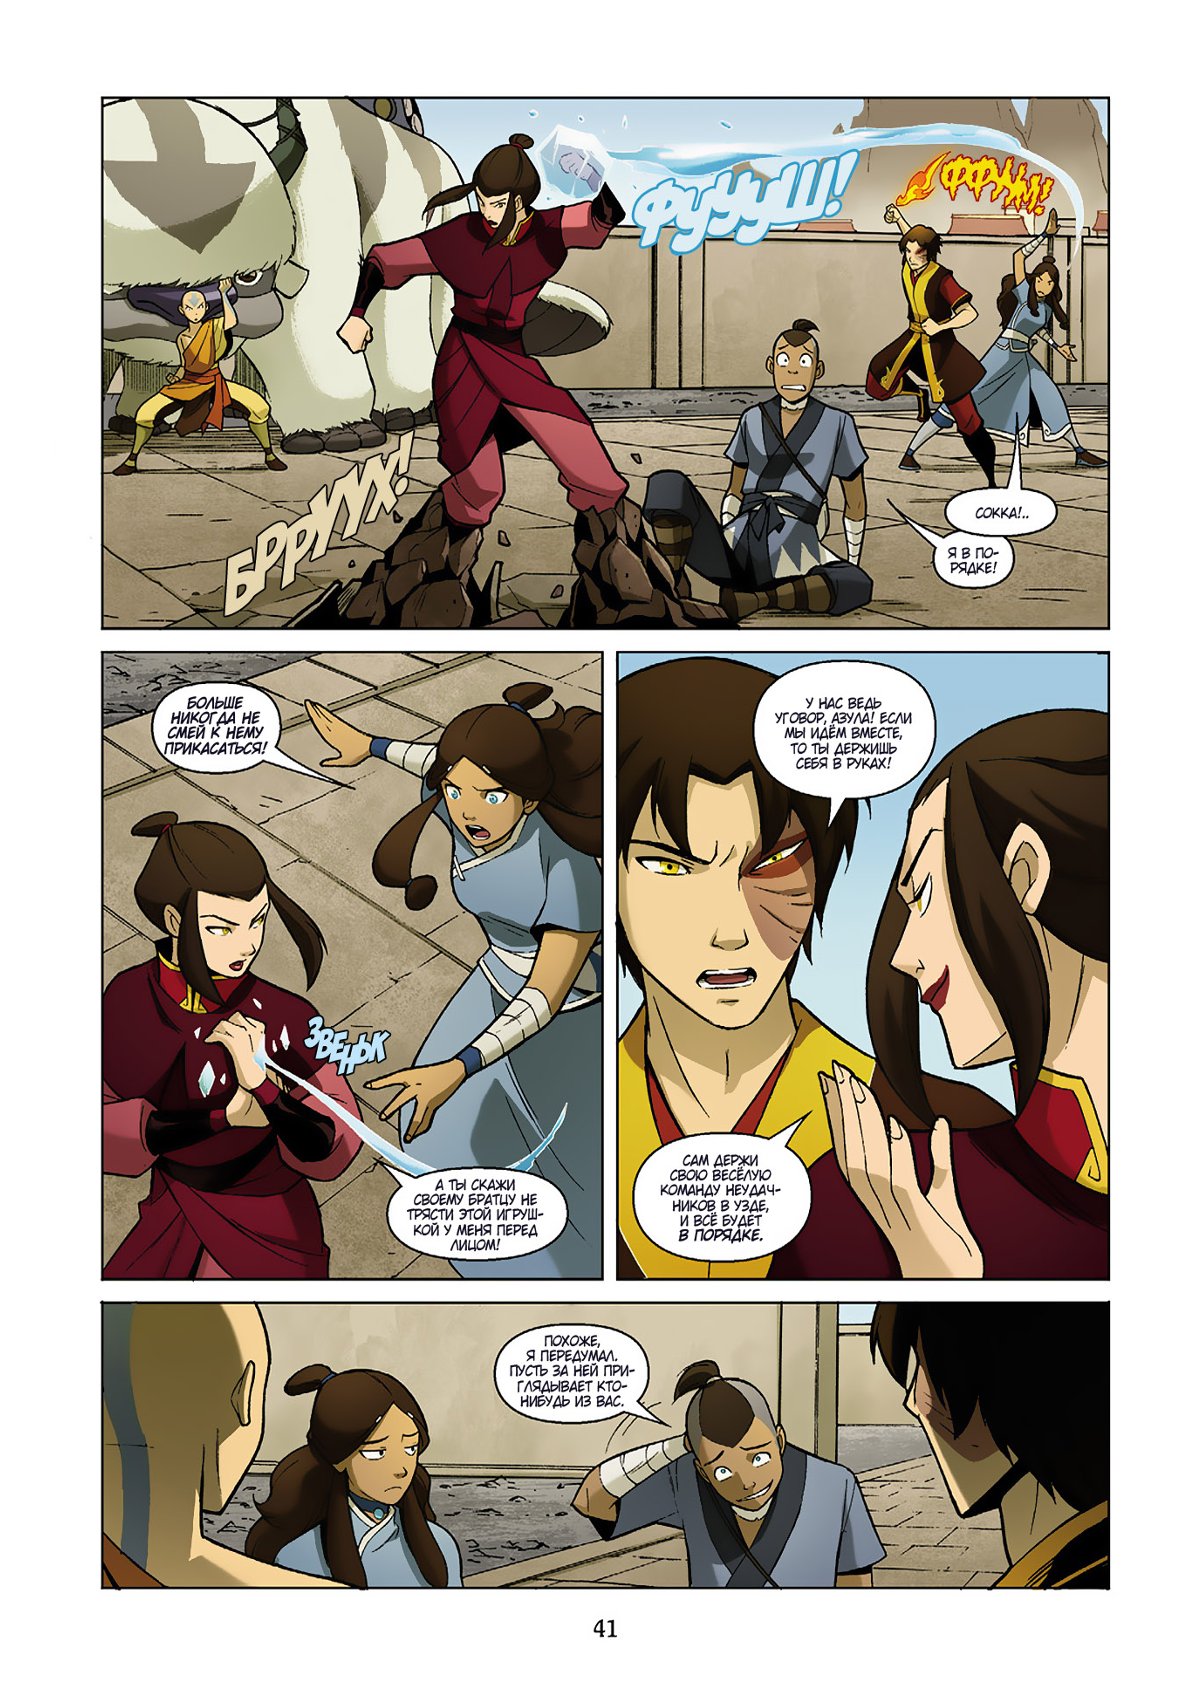 ФУУУШ!
ФФУМ!
БРРУУХ!
СОККА!..
Я В ПО-
РЯДКЕ!
БОЛЬШЕ
НИКОГДА НЕ
СМЕЙ К НЕМУ
ПРИКАСАТЬСЯ!
ЗВЕНЬК
А ТЫ СКАЖИ
СВОЕМУ БРАТЦУ НЕ
ТРЯСТИ ЭТОЙ ИГРУШ-
КОЙ У МЕНЯ ПЕРЕД
ЛИЦОМ!
У НАС ВЕДЬ
УГОВОР, АЗУЛА! ЕСЛИ
МЫ ИДЁМ ВМЕСТЕ,
ТО ТЫ ДЕРЖИШЬ
СЕБЯ В РУКАХ!
САМ ДЕРЖИ
СВОЮ ВЕСЁЛУЮ
КОМАНДУ НЕУДАЧ-
НИКОВ В УЗДЕ,
И ВСЁ БУДЕТ
В ПОРЯДКЕ.
ПОХОЖЕ,
Я ПЕРЕДУМАЛ.
ПУСТЬ ЗА НЕЙ ПРИ-
ГЛЯДЫВАЕТ КТО-
НИБУДЬ ИЗ ВАС.
41